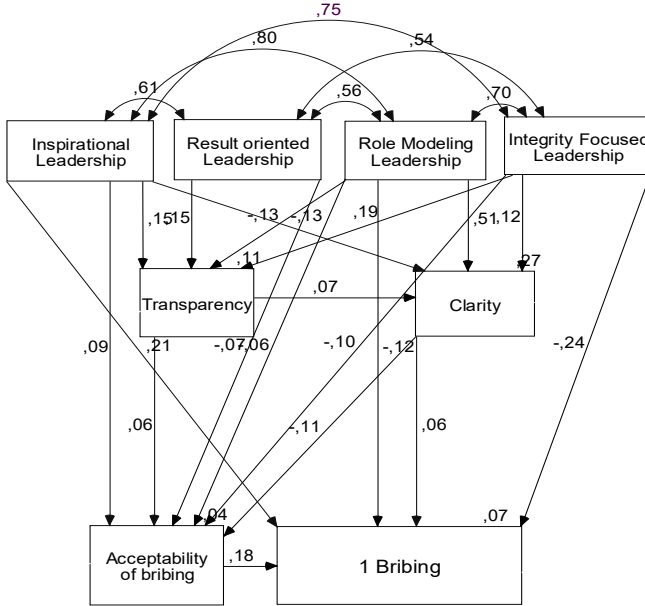 ,75
,80
,54
,61
,56
,70
Inspirational
Leadership
Result oriented
Leadership
Role Modeling
Leadership
Integrity Focused
Leadership
,15
,15
-,13
-,13
,19
,51
,12
,11
,27
Transparency
,07
Clarity
,09
,21
-,07
-,06
-,10
-,12
-,24
,06
-,11
,06
,04
,07
Acceptability
of bribing
,18
1 Bribing